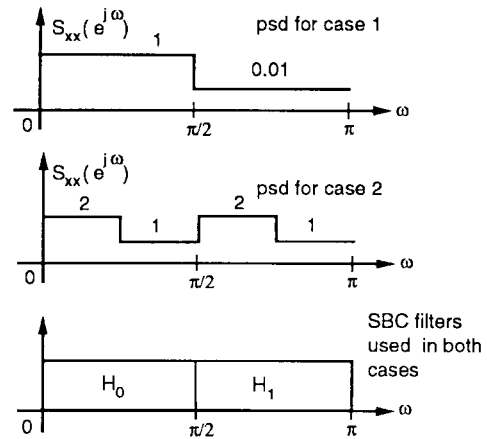 S_xx(e^jω)
psd for case 1
1
0.01
0
π/2
π
ω
S_xx(e^jω)
psd for case 2
2
1
2
1
0
π/2
π
ω
SBC filters
used in both
cases
H_0
H_1
0
π/2
π
ω